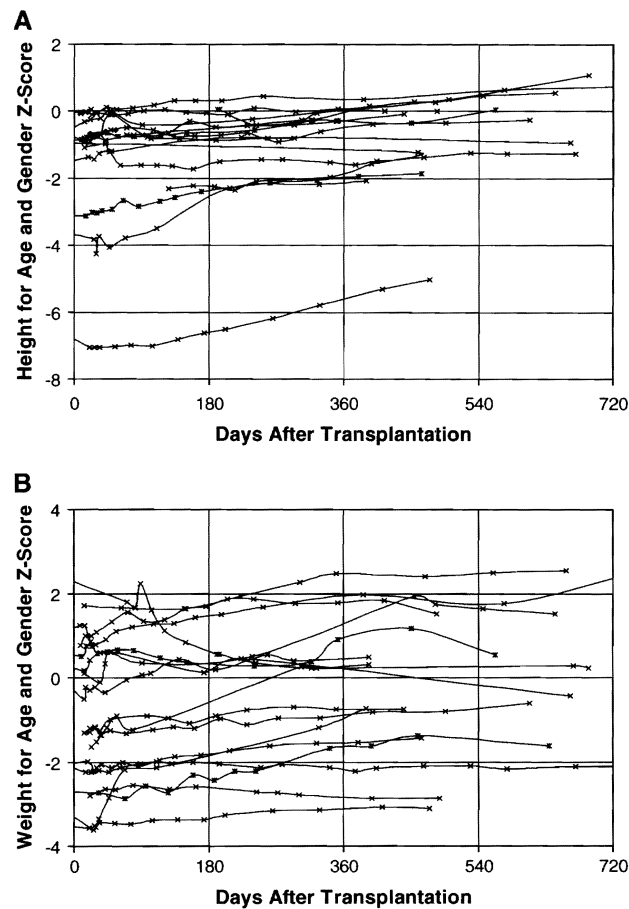 A
Height for Age and Gender Z-Score
2
0
-2
-4
-6
-8
0 180 360 540 720
Days After Transplantation
B
Weight for Age and Gender Z-Score
4
2
0
-2
-4
0 180 360 540 720
Days After Transplantation